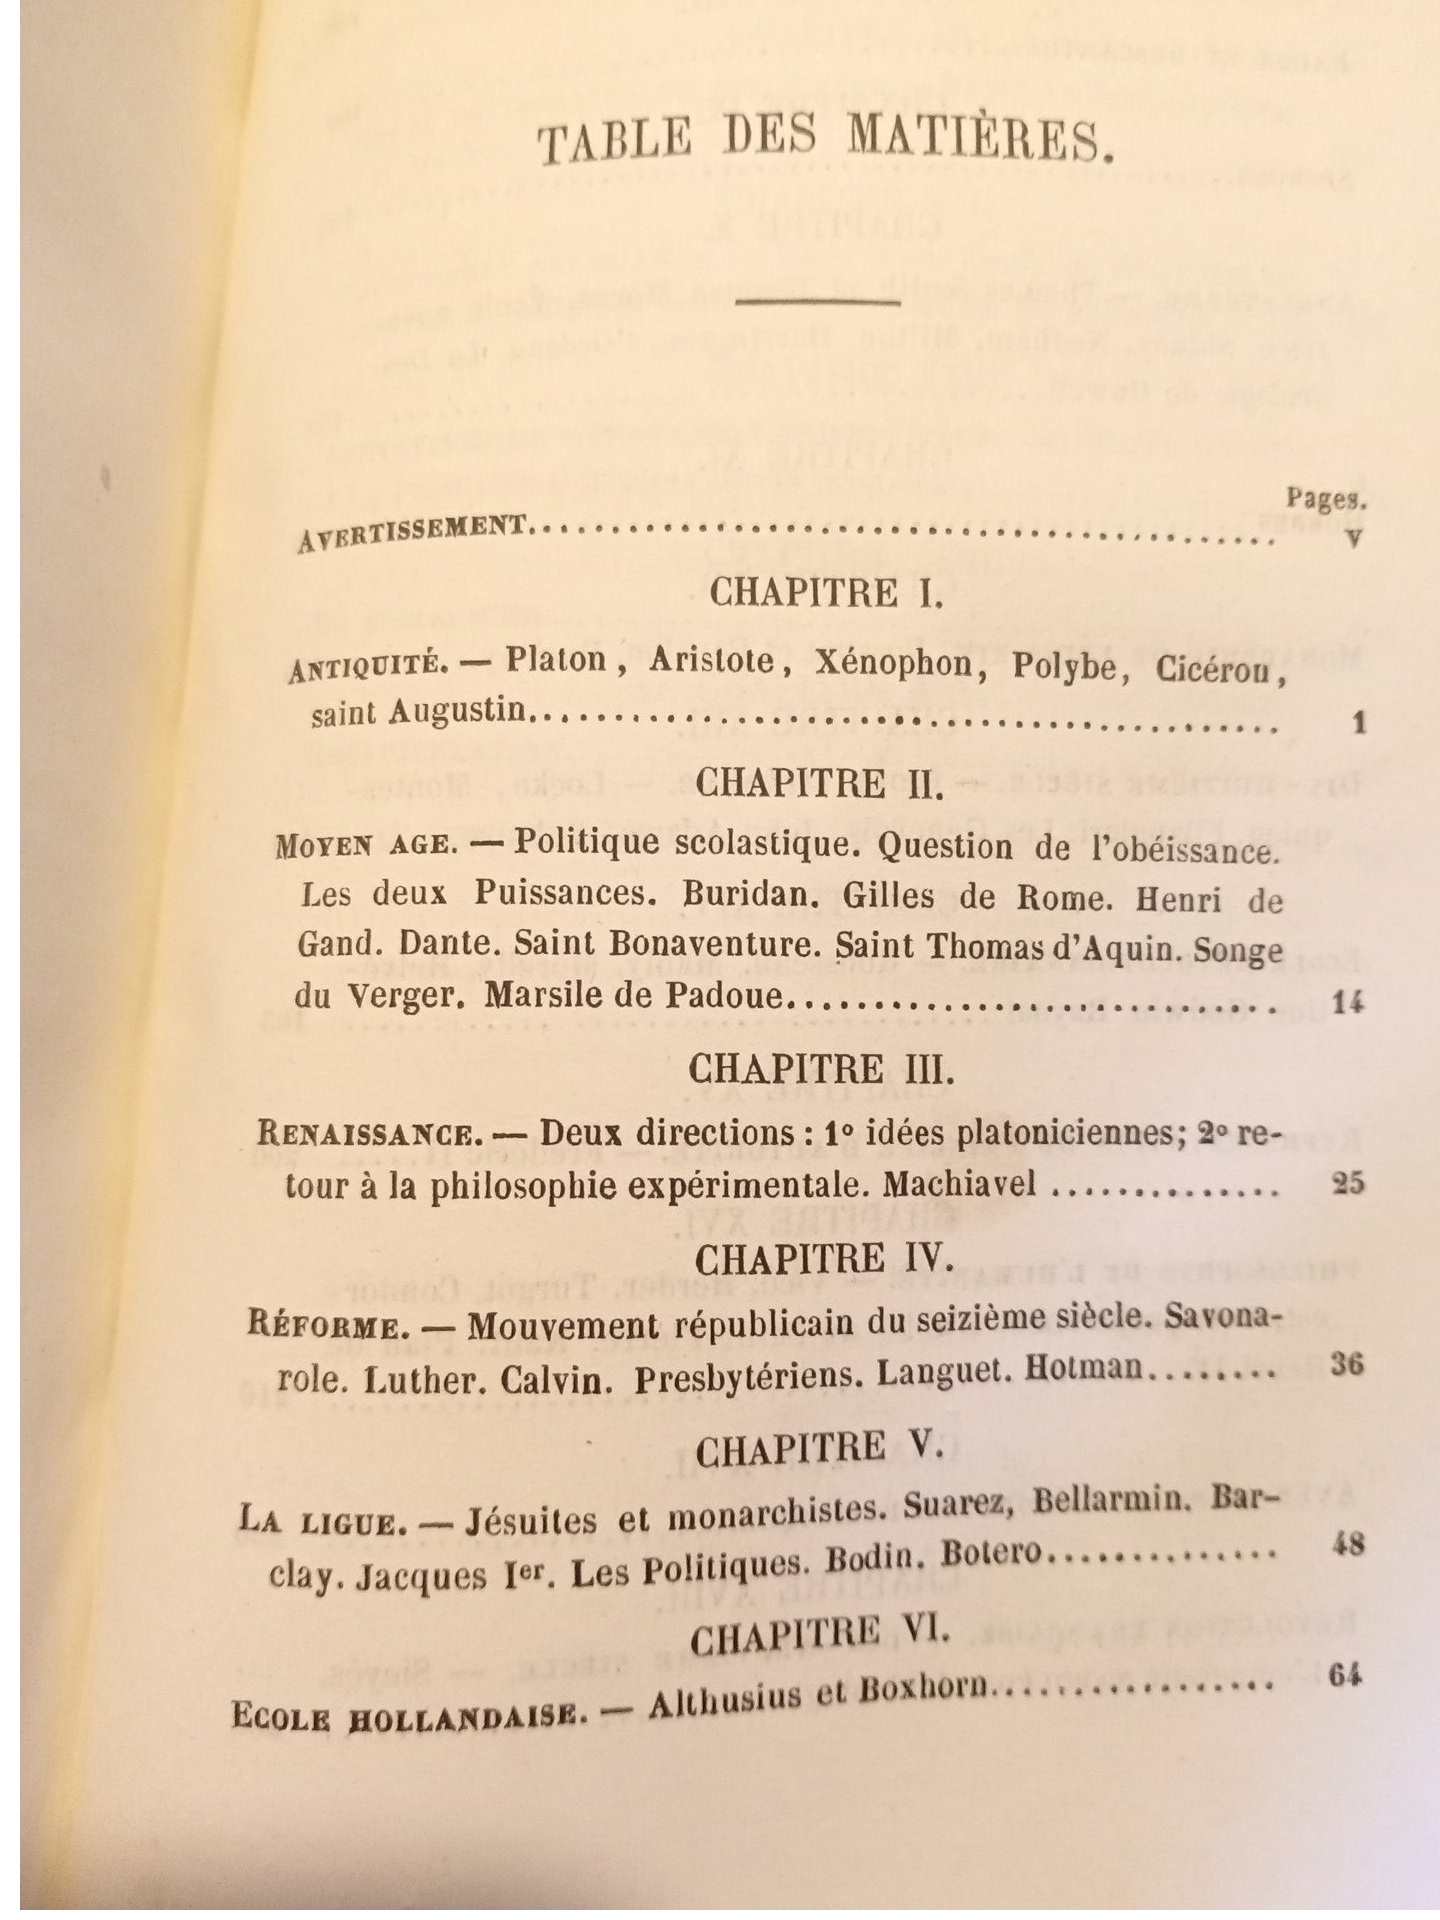 TABLE DES MATIÈRES.
Pages.
AVERTISSEMENT........................................ V
CHAPITRE I.
ANTIQUITÉ. — Platon, Aristote, Xénophon, Polybe, Cicéron,
saint Augustin........................................ 1
CHAPITRE II.
MOYEN AGE. — Politique scolastique. Question de l'obéissance.
Les deux Puissances. Buridan. Gilles de Rome. Henri de
Gand. Dante. Saint Bonaventure. Saint Thomas d'Aquin. Songe
du Verger. Marsile de Padoue............................ 14
CHAPITRE III.
RENAISSANCE. — Deux directions : 1º idées platoniciennes; 2º re-
tour à la philosophie expérimentale. Machiavel .............. 25
CHAPITRE IV.
RÉFORME. — Mouvement républicain du seizième siècle. Savona-
role. Luther. Calvin. Presbytériens. Languet. Hotman........ 36
CHAPITRE V.
LA LIGUE. — Jésuites et monarchistes. Suarez, Bellarmin. Bar-
clay. Jacques Ier. Les Politiques. Bodin. Botero.............. 48
CHAPITRE VI.
ECOLE HOLLANDAISE. — Althusius et Boxhorn.................. 64